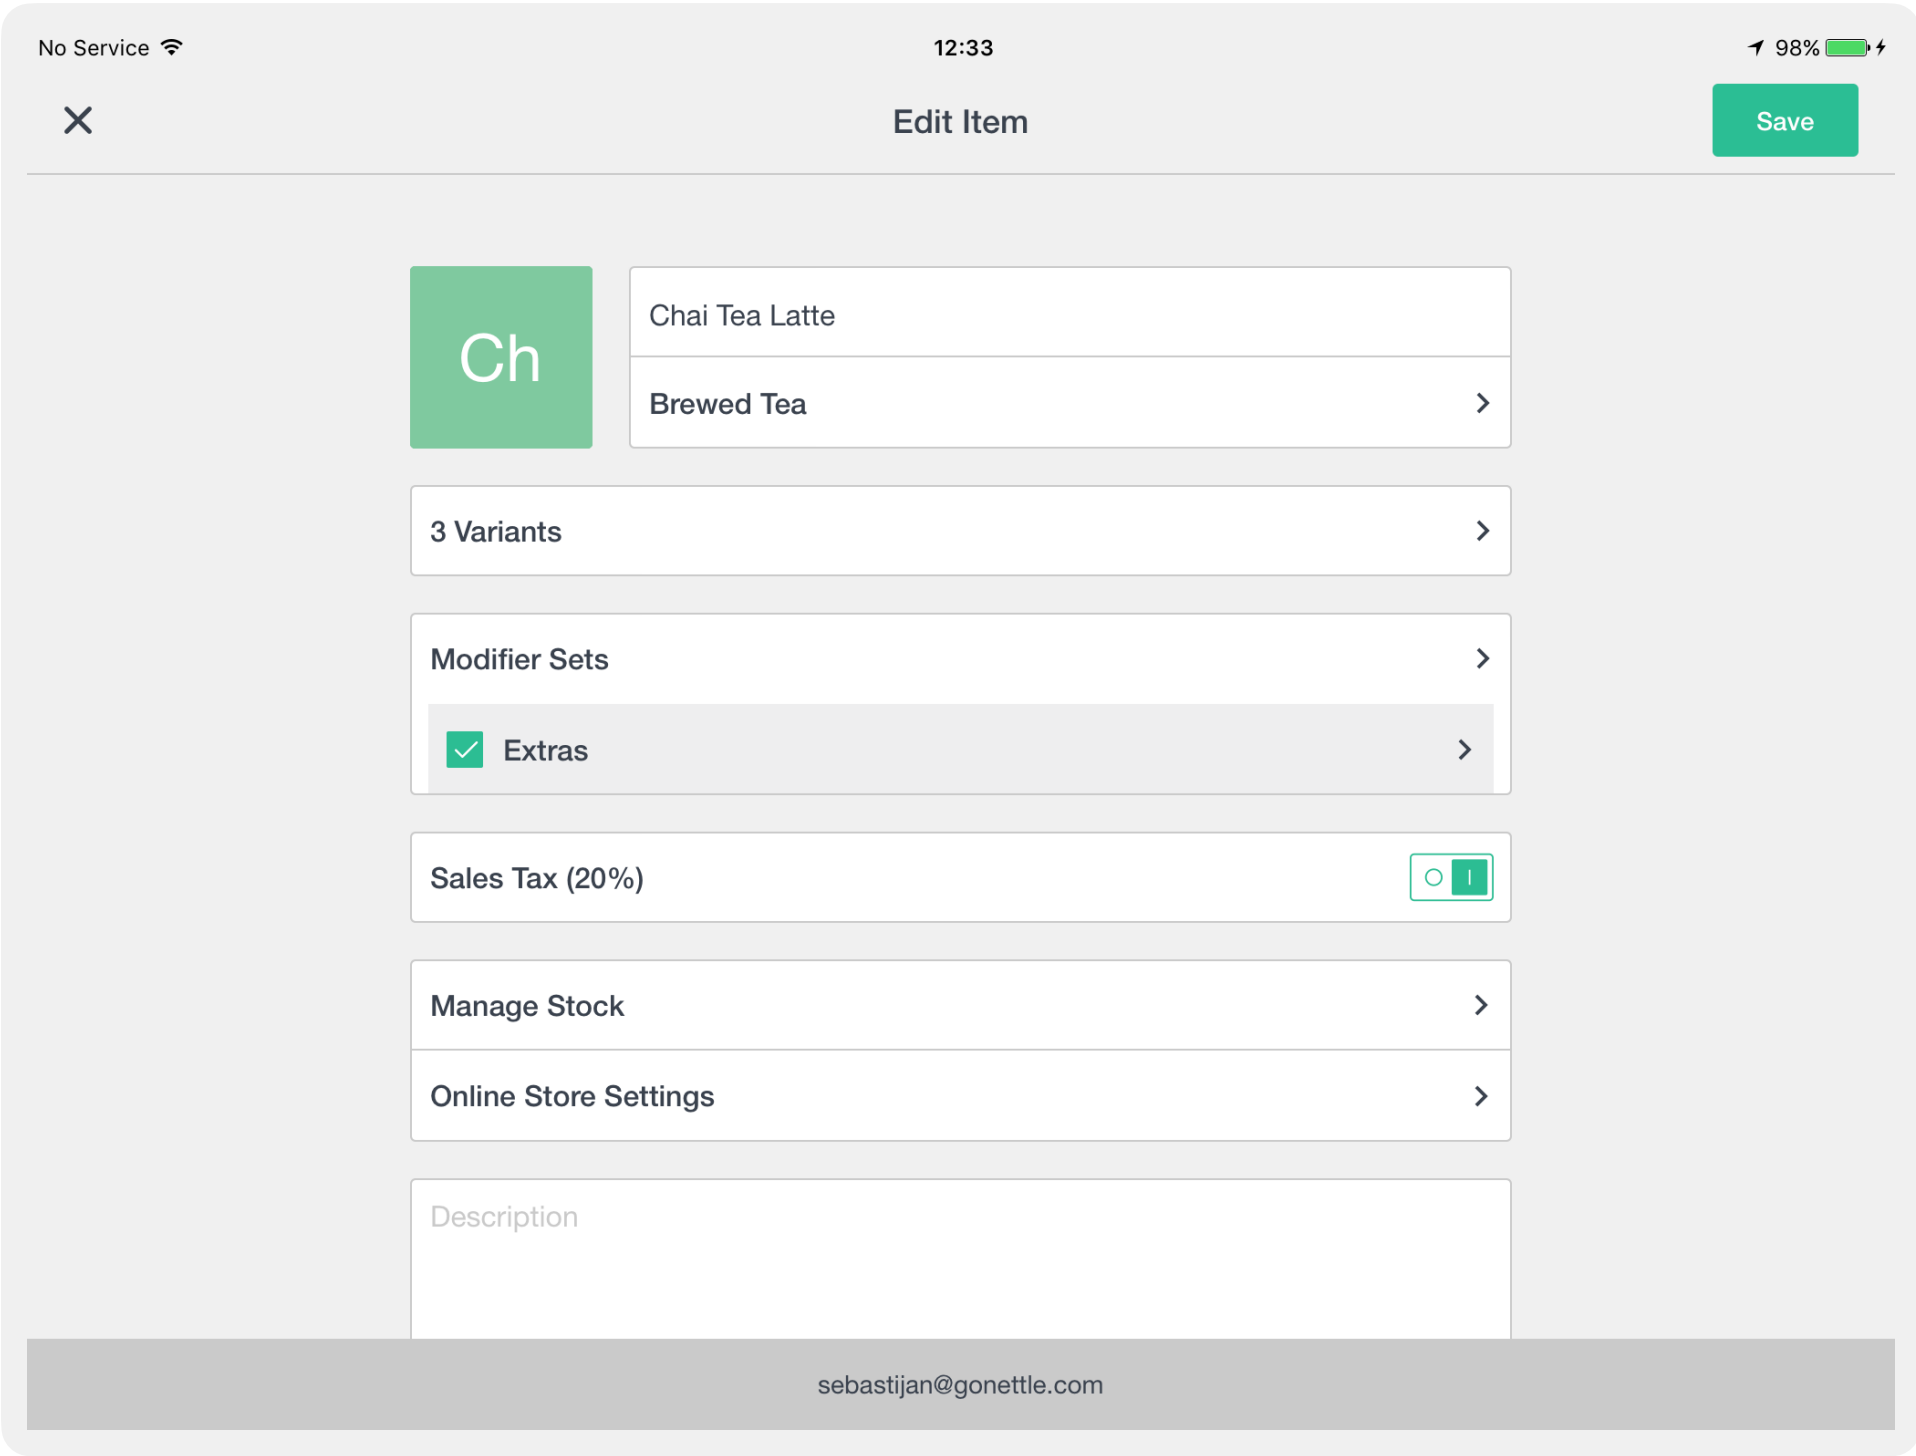 No Service 12:33 98%
Edit Item
Save
Ch
Chai Tea Latte
Brewed Tea
3 Variants
Modifier Sets
Extras
Sales Tax (20%)
Manage Stock
Online Store Settings
Description
sebastijan@gonettle.com